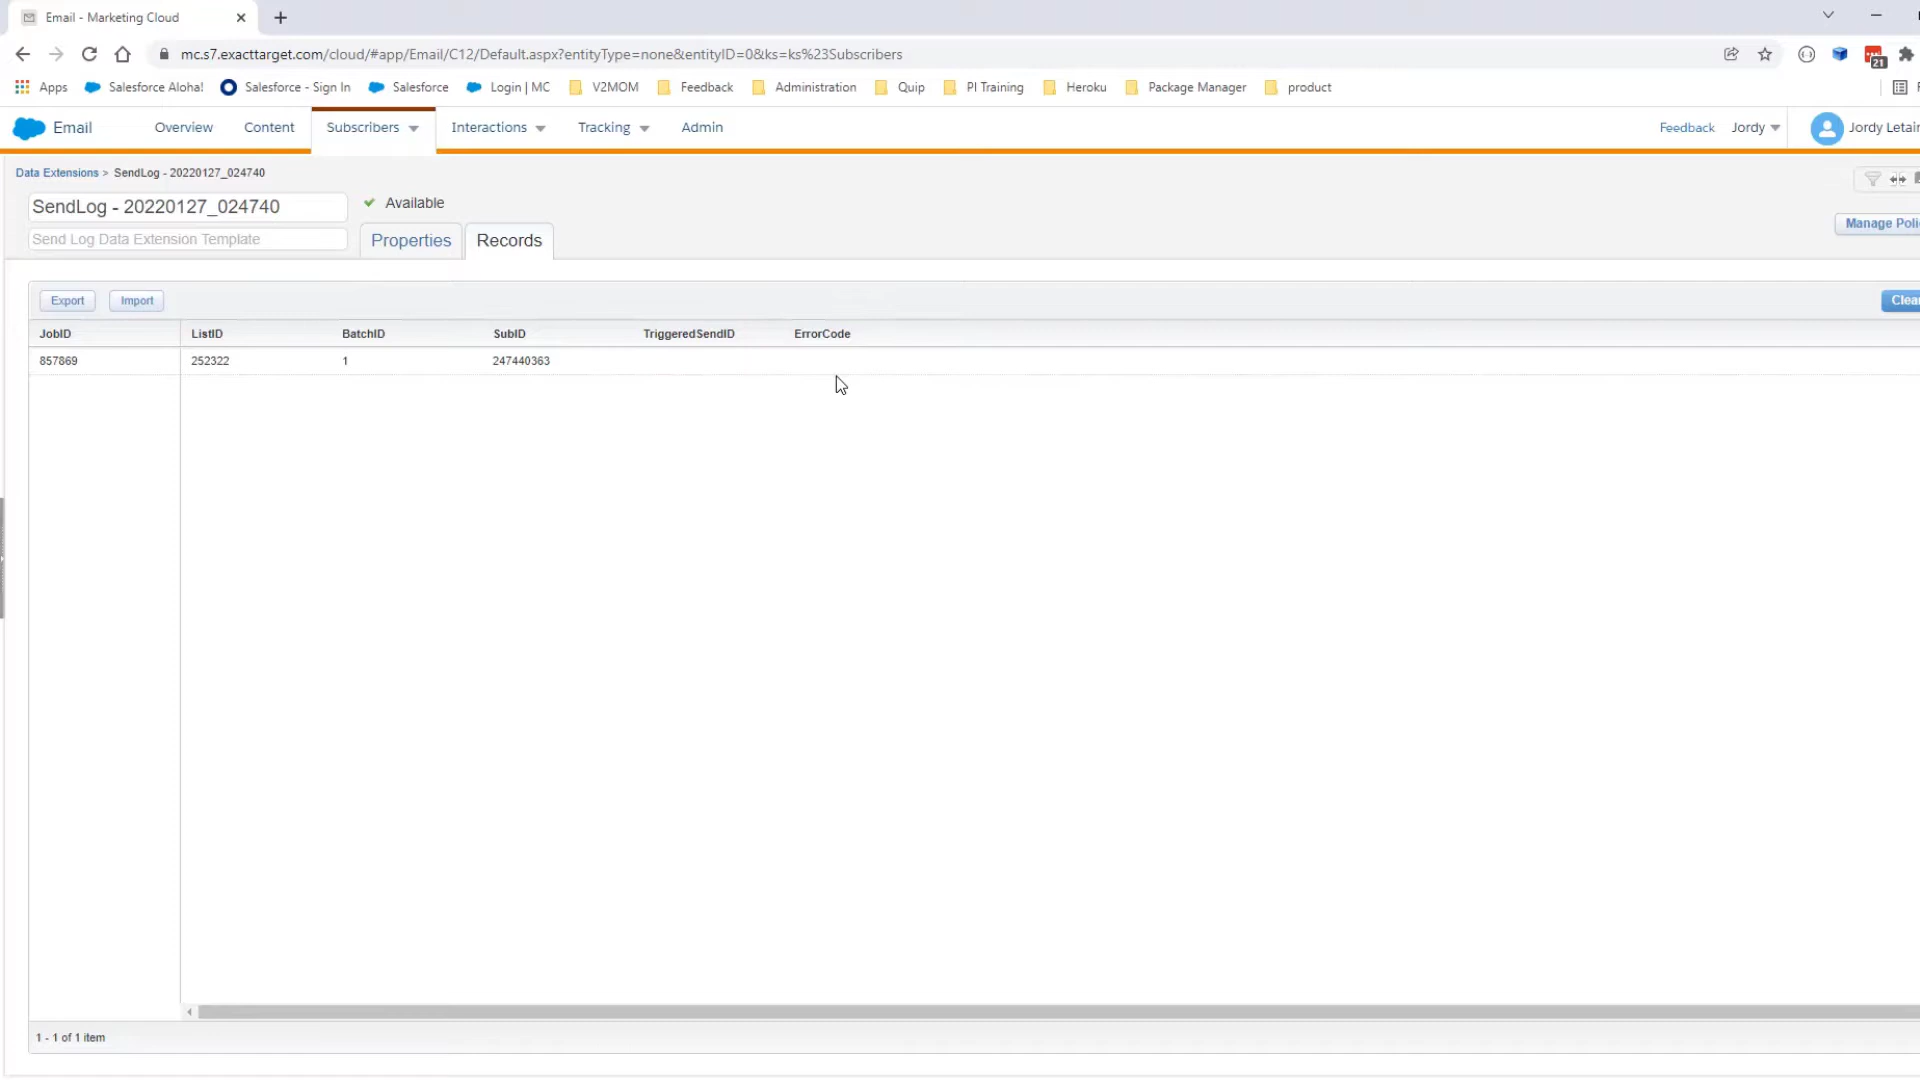 Email - Marketing Cloud
mc.s7.exacttarget.com/cloud/#app/Email/C12/Default.aspx?entityType=none&entityID=0&ks=ks%23Subscribers
21
Apps Salesforce Aloha! Salesforce - Sign In Salesforce Login | MC V2MOM Feedback Administration Quip PI Training Heroku Package Manager product
Email Overview Content Subscribers Interactions Tracking Admin Feedback Jordy Jordy Letai
Data Extensions > SendLog - 20220127_024740
SendLog - 20220127_024740 Available
Send Log Data Extension Template Properties Records
Manage Poli
Export Import Clea
JobID ListID BatchID SubID TriggeredSendID ErrorCode
857869 252322 1 247440363
1 - 1 of 1 item